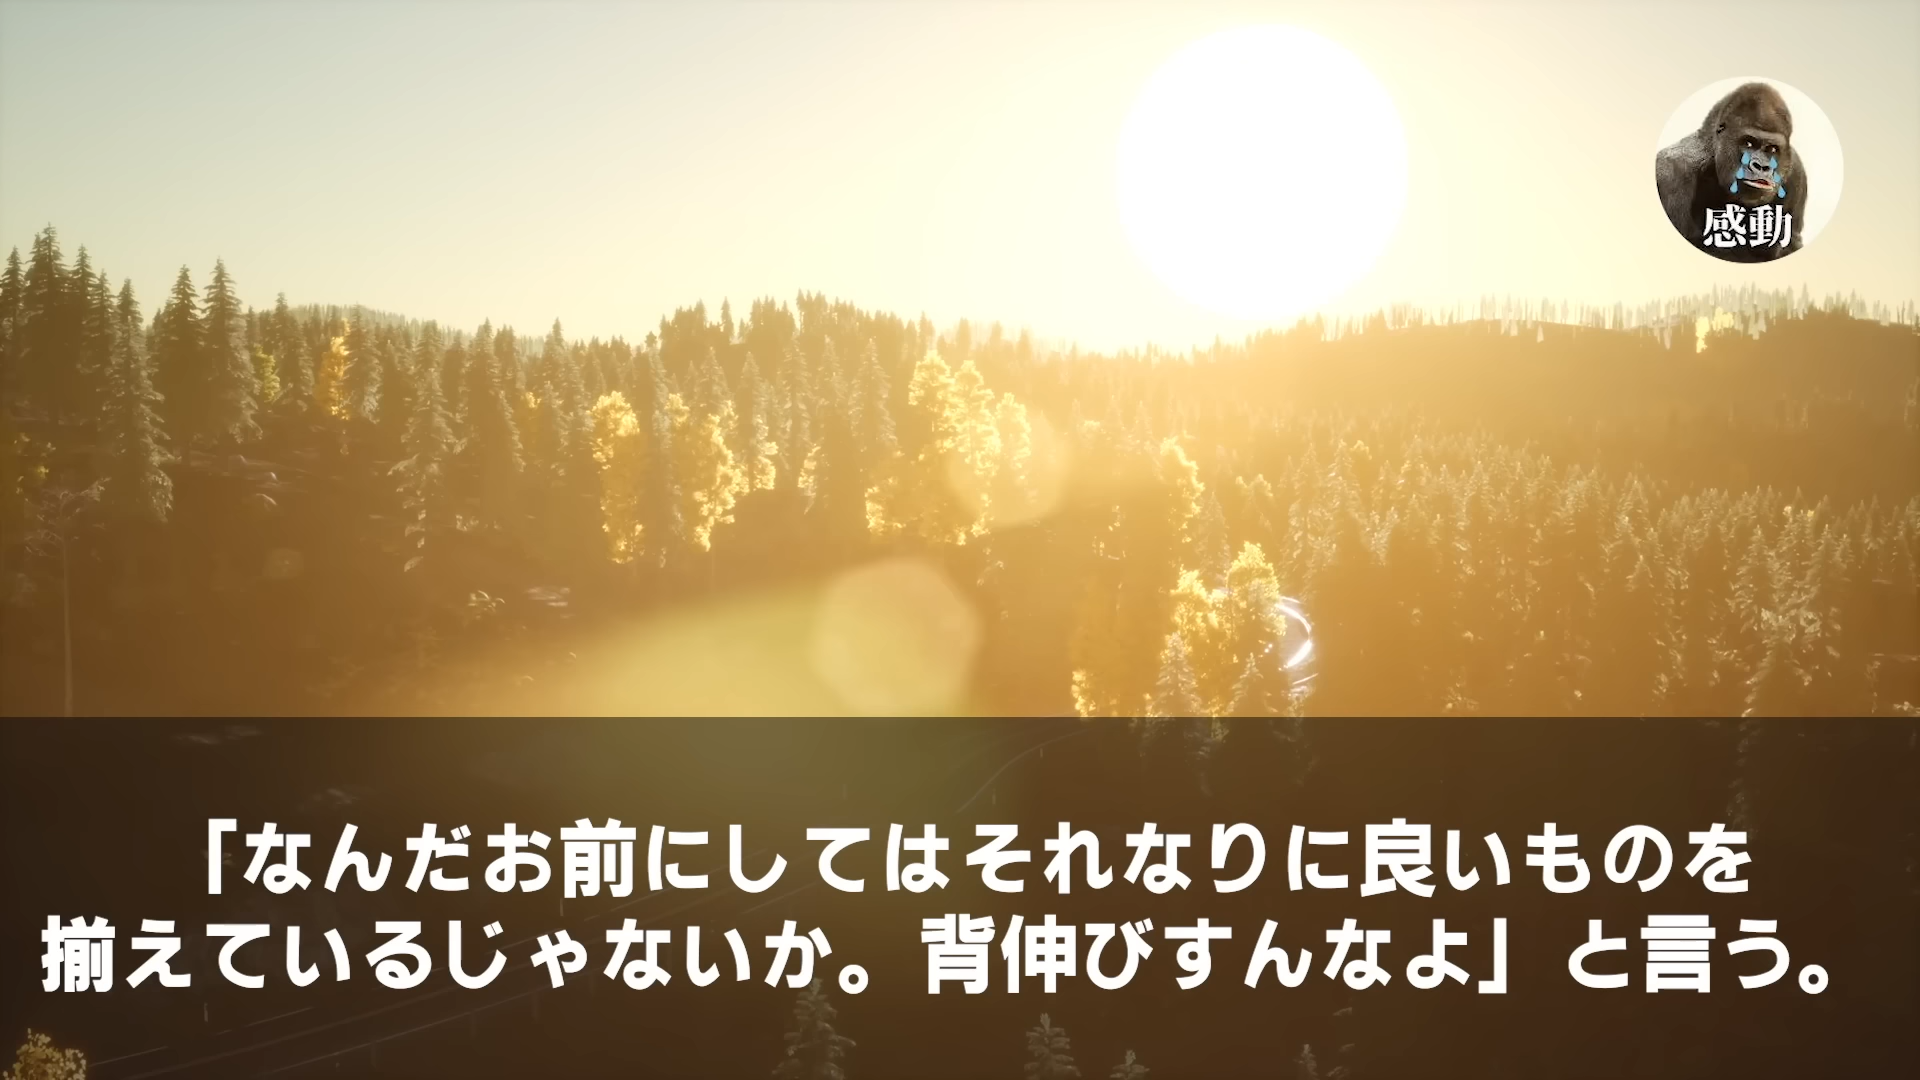 感動
「なんだお前にしてはそれなりに良いものを
揃えているじゃないか。背伸びすんなよ」と言う。